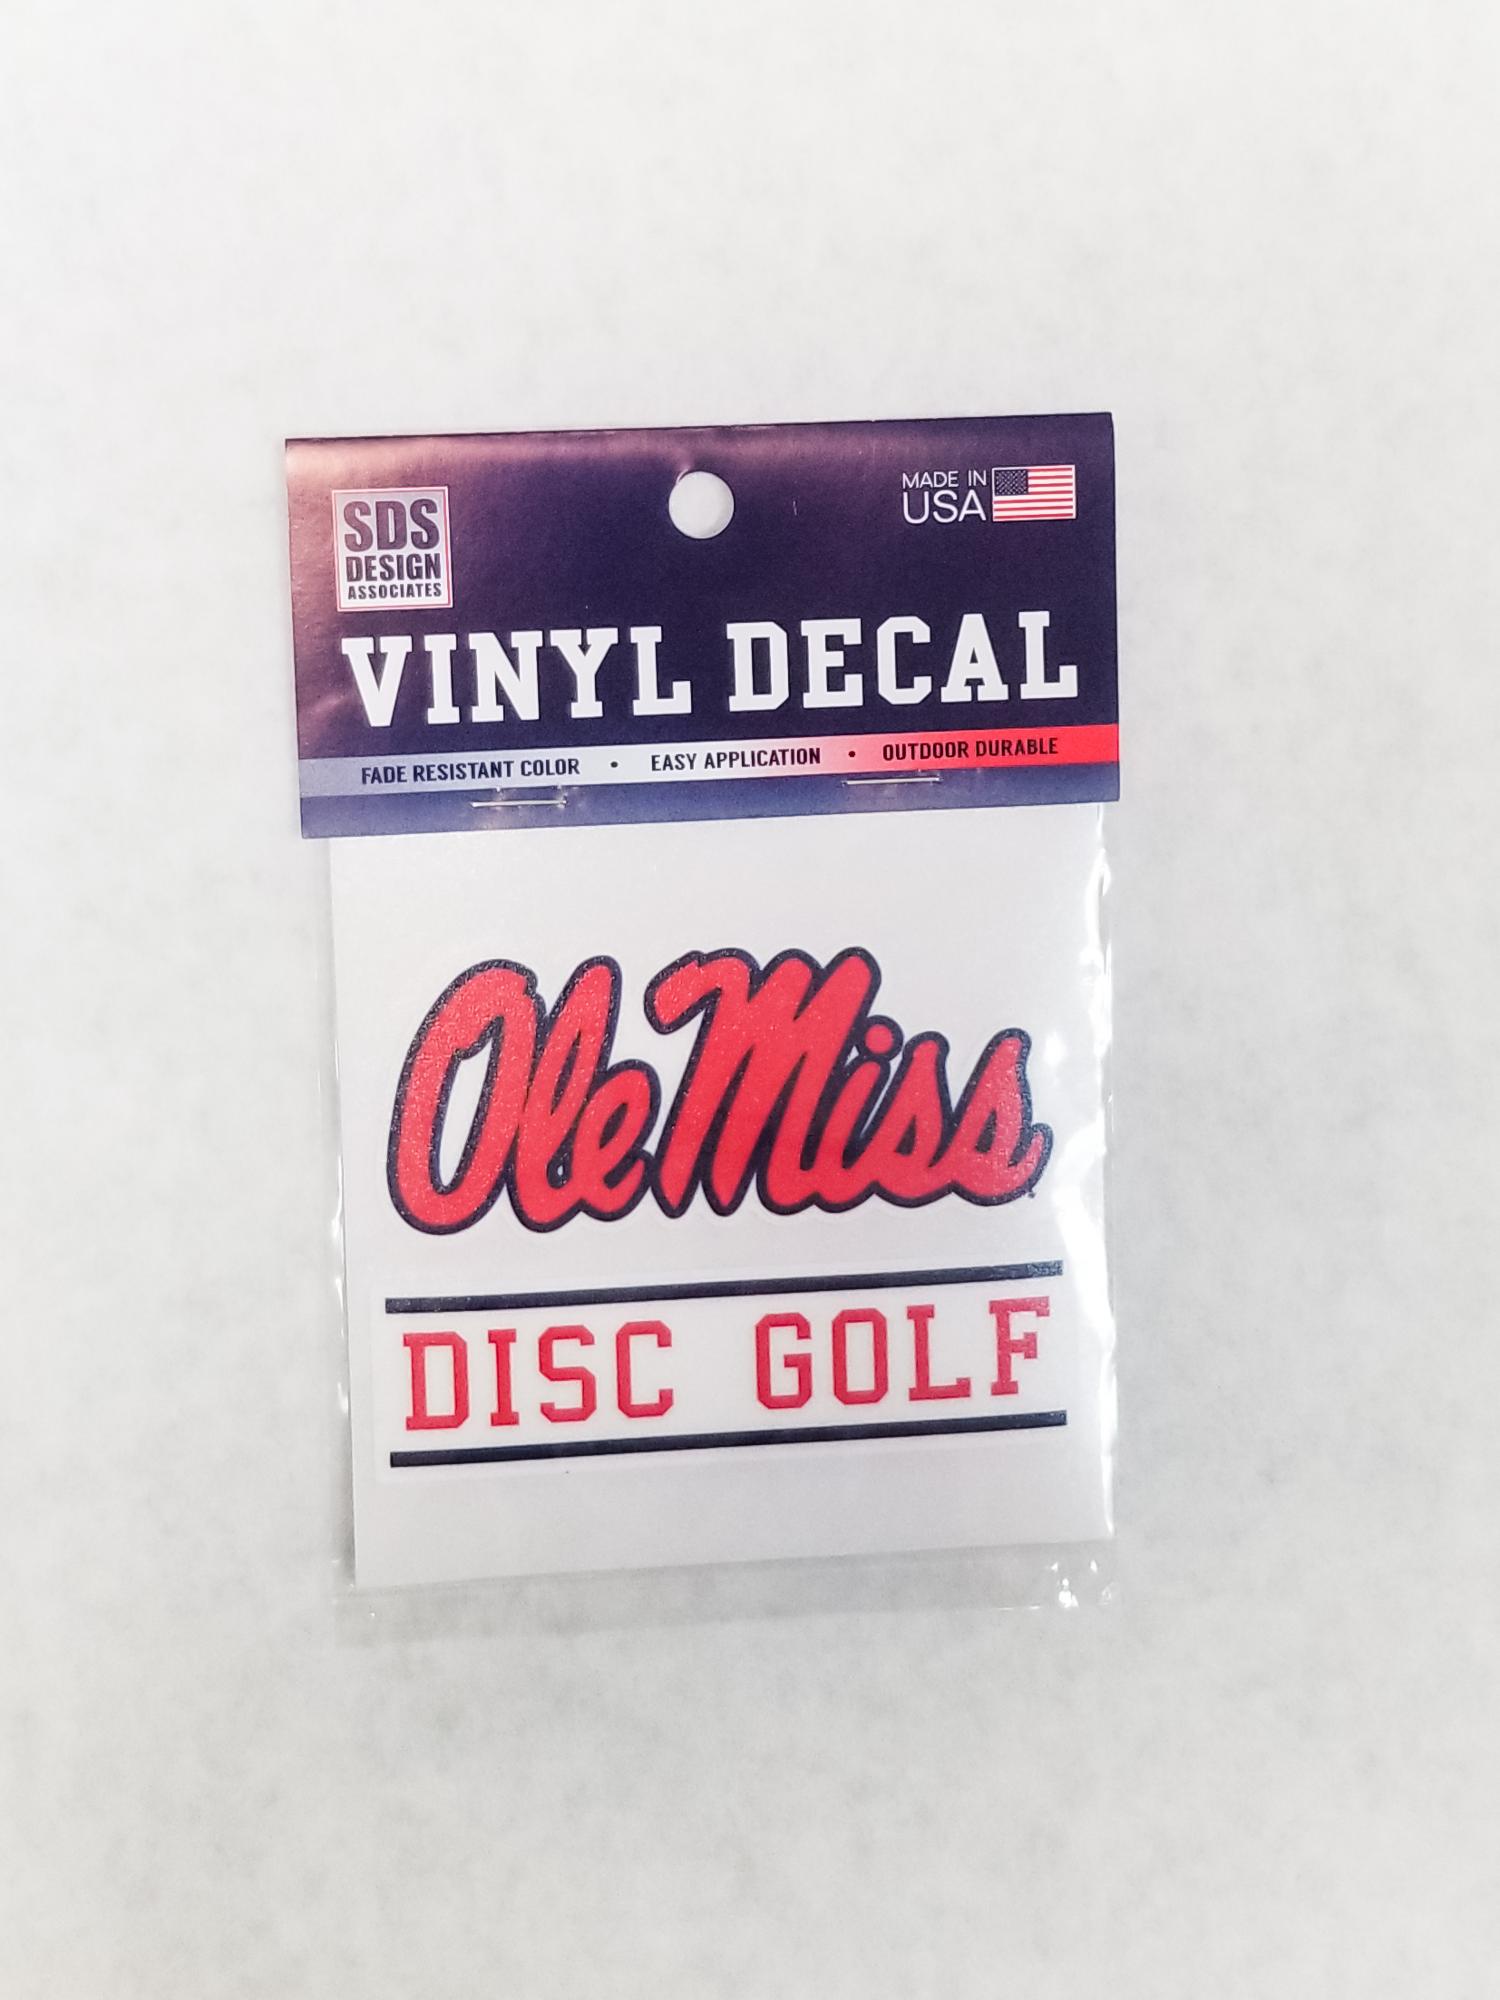 SDS
DESIGN
ASSOCIATES
MADE IN
USA
VINYL DECAL
FADE RESISTANT COLOR • EASY APPLICATION • OUTDOOR DURABLE
Ole Miss
DISC GOLF